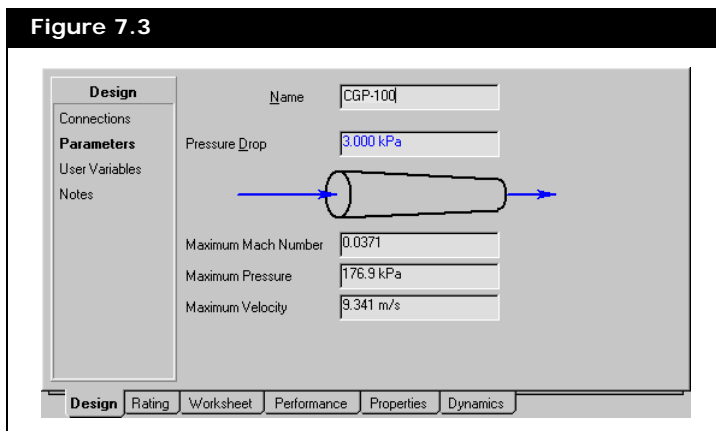 Figure 7.3
Design
Connections
Parameters
User Variables
Notes
Name CGP-100
Pressure Drop 3.000 kPa
Maximum Mach Number 0.0371
Maximum Pressure 176.9 kPa
Maximum Velocity 9.341 m/s
Design Rating Worksheet Performance Properties Dynamics